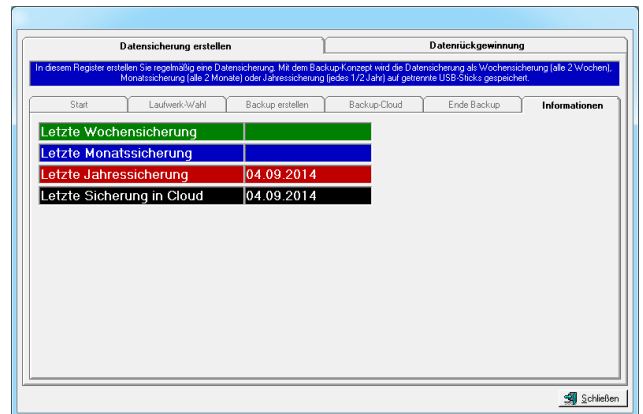 Datensicherung erstellen
Datenrückgewinnung
In diesem Register erstellen Sie regelmäßig eine Datensicherung. Mit dem Backup-Konzept wird die Datensicherung als Wochensicherung (alle 2 Wochen),
Monatssicherung (alle 2 Monate) oder Jahressicherung (jedes 1/2 Jahr) auf getrennte USB-Sticks gespeichert.
Start
Laufwerk-Wahl
Backup erstellen
Backup-Cloud
Ende Backup
Informationen
Letzte Wochensicherung
Letzte Monatssicherung
Letzte Jahressicherung 04.09.2014
Letzte Sicherung in Cloud 04.09.2014
Schließen